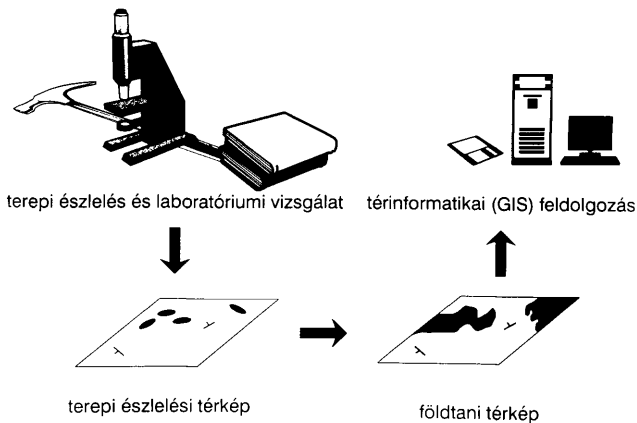 terepi észlelés és laboratóriumi vizsgálat
térinformatikai (GIS) feldolgozás
terepi észlelési térkép
földtani térkép